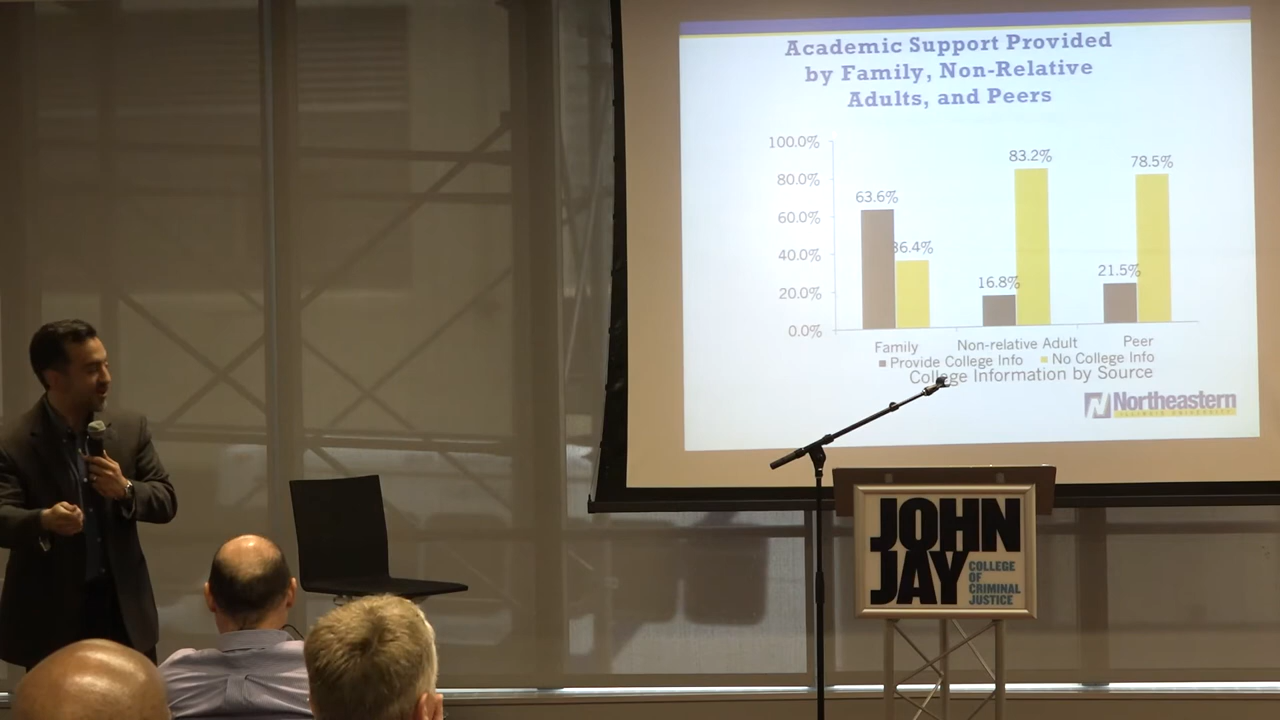 Academic Support Provided
by Family, Non-Relative
Adults, and Peers
100.0%
80.0%
60.0%
40.0%
20.0%
0.0%
63.6%
36.4%
16.8%
83.2%
21.5%
78.5%
Family
Non-relative Adult
Peer
Provide College Info
No College Info
College Information by Source
Northeastern
ILLINOIS UNIVERSITY
JOHN
JAY
COLLEGE
OF
CRIMINAL
JUSTICE